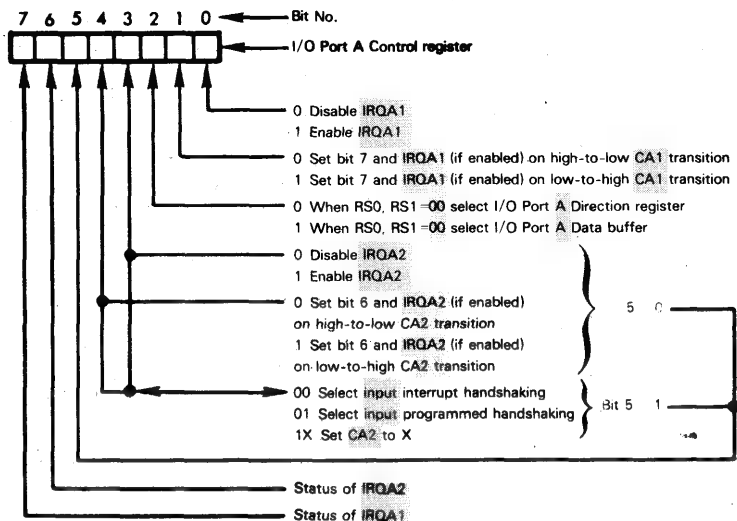 7 6 5 4 3 2 1 0 Bit No.
I/O Port A Control register
0 Disable IRQA1
1 Enable IRQA1
0 Set bit 7 and IRQA1 (if enabled) on high-to-low CA1 transition
1 Set bit 7 and IRQA1 (if enabled) on low-to-high CA1 transition
0 When RS0, RS1 =00 select I/O Port A Direction register
1 When RS0, RS1 =00 select I/O Port A Data buffer
0 Disable IRQA2
1 Enable IRQA2
0 Set bit 6 and IRQA2 (if enabled)
on high-to-low CA2 transition
1 Set bit 6 and IRQA2 (if enabled)
on low-to-high CA2 transition
5 0
00 Select input interrupt handshaking
01 Select input programmed handshaking
1X Set CA2 to X
Bit 5 1
Status of IRQA2
Status of IRQA1